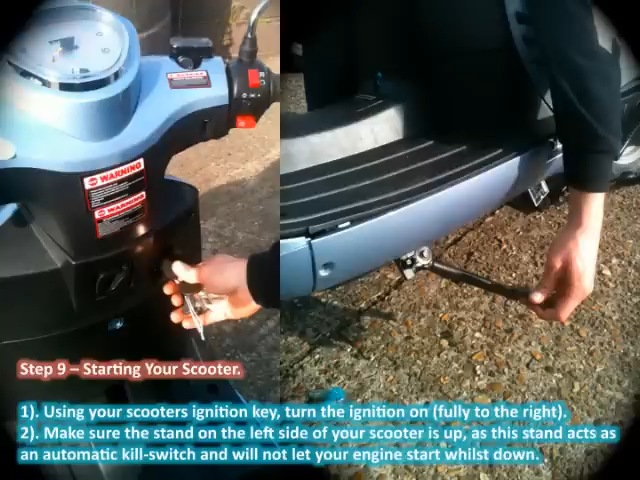 WARNING
WARNING
WARNING
Step 9 – Starting Your Scooter.
1). Using your scooters ignition key, turn the ignition on (fully to the right).
2). Make sure the stand on the left side of your scooter is up, as this stand acts as
an automatic kill-switch and will not let your engine start whilst down.